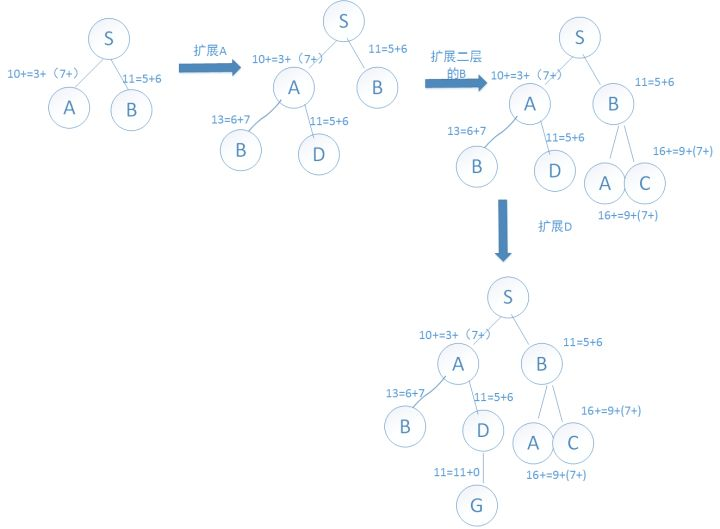 S
10+=3+（7+）
11=5+6
A
B
扩展A
S
10+=3+（7+）
11=5+6
A
B
13=6+7
11=5+6
B
D
扩展二层
的B
S
10+=3+（7+）
11=5+6
A
B
13=6+7
11=5+6
16+=9+(7+)
B
D
A
C
16+=9+(7+)
扩展D
S
10+=3+（7+）
11=5+6
A
B
13=6+7
11=5+6
16+=9+(7+)
B
D
A
C
11=11+0
16+=9+(7+)
G